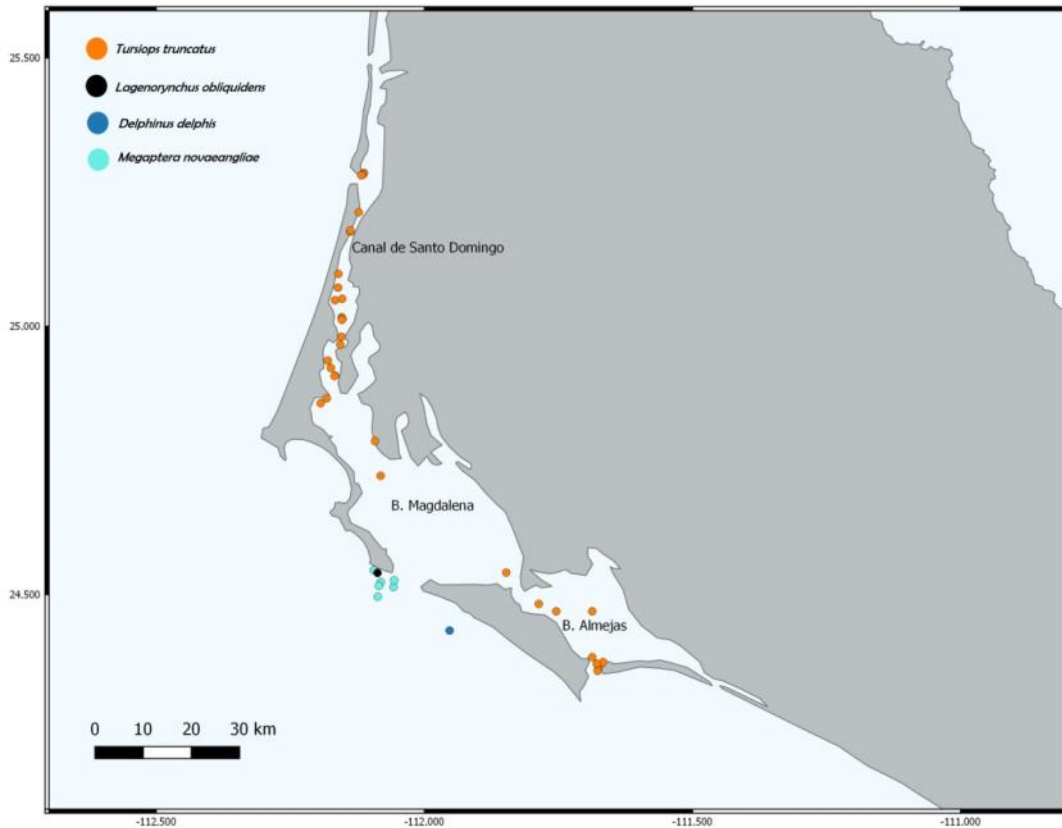 25.500
Tursiops truncatus
Lagenorynchus obliquidens
Delphinus delphis
Megaptera novaeangliae
Canal de Santo Domingo
25.000
B. Magdalena
24.500
B. Almejas
0 10 20 30 km
-112.500 -112.000 -111.500 -111.000